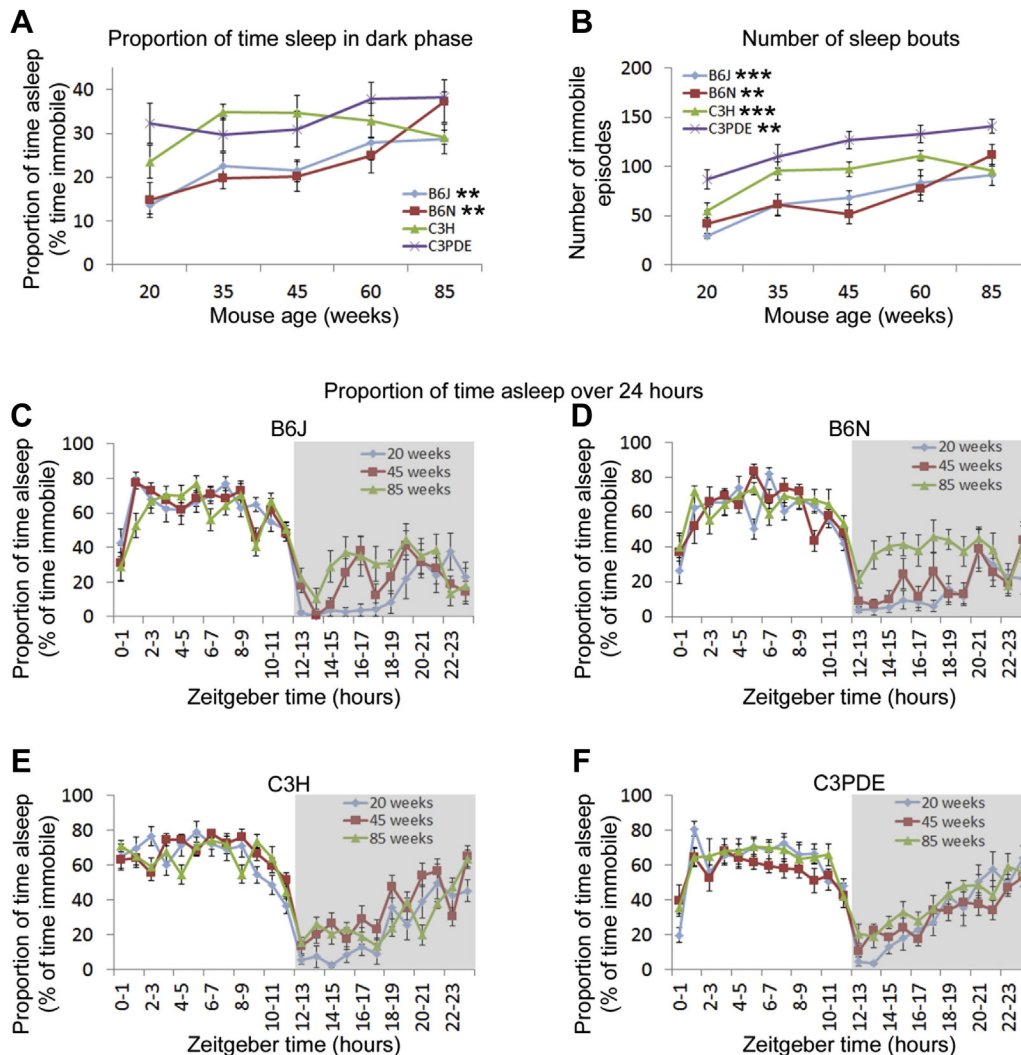 A
Proportion of time sleep in dark phase
Proportion of time asleep
(% time immobile)
40
30
20
10
0
B6J **
B6N **
C3H
C3PDE
20 35 45 60 85
Mouse age (weeks)
B
Number of sleep bouts
Number of immobile
episodes
200
150
100
50
0
B6J ***
B6N **
C3H ***
C3PDE **
20 35 45 60 85
Mouse age (weeks)
Proportion of time asleep over 24 hours
C
B6J
Proportion of time alseep
(% of time immobile)
100
80
60
40
20
0
20 weeks
45 weeks
85 weeks
0-1 2-3 4-5 6-7 8-9 10-11 12-13 14-15 16-17 18-19 20-21 22-23
Zeitgeber time (hours)
D
B6N
Proportion of time alseep
(% of time immobile)
100
80
60
40
20
0
20 weeks
45 weeks
85 weeks
0-1 2-3 4-5 6-7 8-9 10-11 12-13 14-15 16-17 18-19 20-21 22-23
Zeitgeber time (hours)
E
C3H
Proportion of time alseep
(% of time immobile)
100
80
60
40
20
0
20 weeks
45 weeks
85 weeks
0-1 2-3 4-5 6-7 8-9 10-11 12-13 14-15 16-17 18-19 20-21 22-23
Zeitgeber time (hours)
F
C3PDE
Proportion of time alseep
(% of time immobile)
100
80
60
40
20
0
20 weeks
45 weeks
85 weeks
0-1 2-3 4-5 6-7 8-9 10-11 12-13 14-15 16-17 18-19 20-21 22-23
Zeitgeber time (hours)